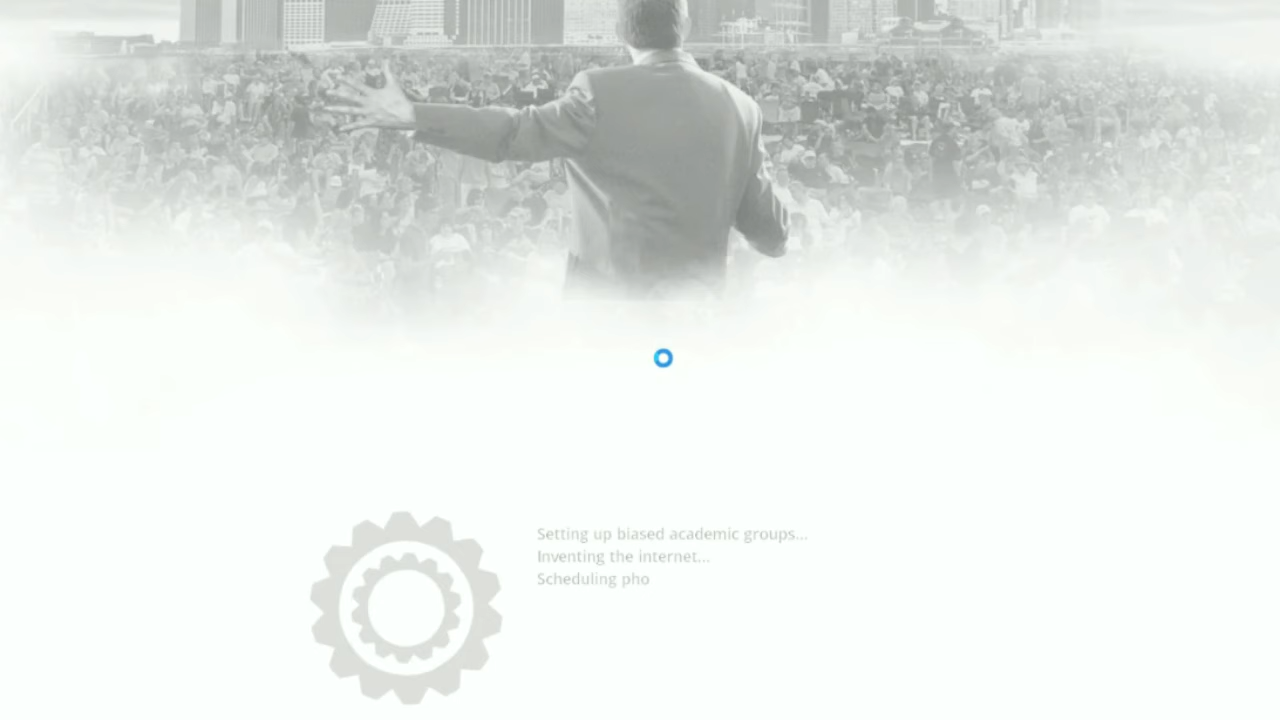 Setting up biased academic groups...
Inventing the internet...
Scheduling pho